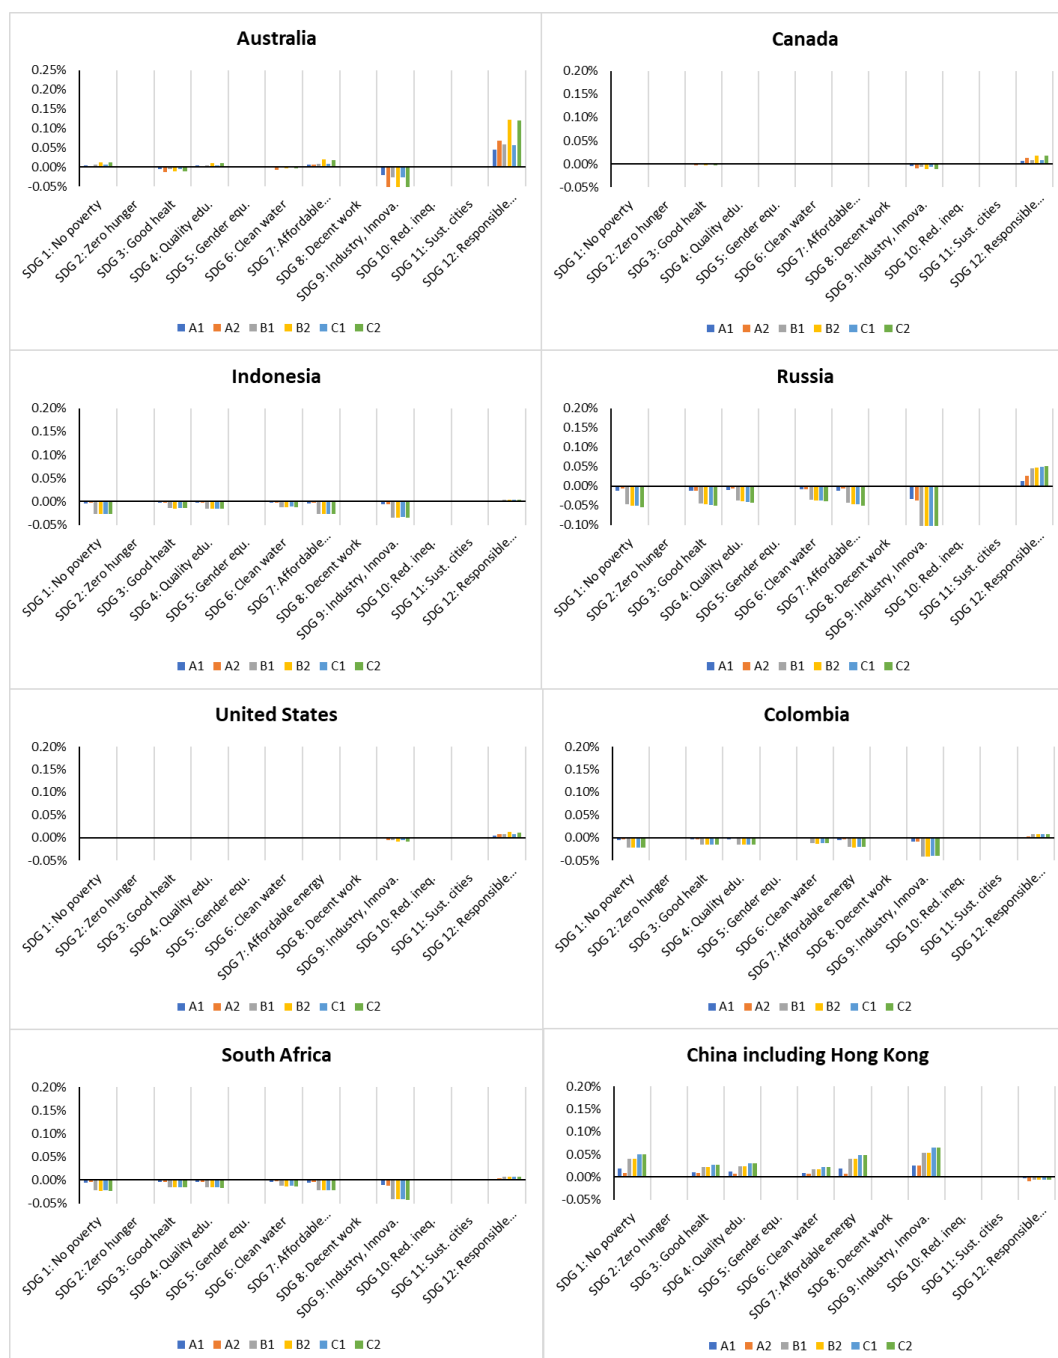 Australia
0.25%
0.20%
0.15%
0.10%
0.05%
0.00%
-0.05%
SDG 1: No poverty
SDG 2: Zero hunger
SDG 3: Good healt
SDG 4: Quality edu.
SDG 5: Gender equ.
SDG 6: Clean water
SDG 7: Affordable...
SDG 8: Decent work
SDG 9: Industry, Innova.
SDG 10: Red. ineq.
SDG 11: Sust. cities
SDG 12: Responsible...
A1 A2 B1 B2 C1 C2
Canada
0.20%
0.15%
0.10%
0.05%
0.00%
-0.05%
SDG 1: No poverty
SDG 2: Zero hunger
SDG 3: Good healt
SDG 4: Quality edu.
SDG 5: Gender equ.
SDG 6: Clean water
SDG 7: Affordable...
SDG 8: Decent work
SDG 9: Industry, Innova.
SDG 10: Red. ineq.
SDG 11: Sust. cities
SDG 12: Responsible...
A1 A2 B1 B2 C1 C2
Indonesia
0.20%
0.15%
0.10%
0.05%
0.00%
-0.05%
SDG 1: No poverty
SDG 2: Zero hunger
SDG 3: Good healt
SDG 4: Quality edu.
SDG 5: Gender equ.
SDG 6: Clean water
SDG 7: Affordable...
SDG 8: Decent work
SDG 9: Industry, Innova.
SDG 10: Red. ineq.
SDG 11: Sust. cities
SDG 12: Responsible...
A1 A2 B1 B2 C1 C2
Russia
0.20%
0.15%
0.10%
0.05%
0.00%
-0.05%
-0.10%
SDG 1: No poverty
SDG 2: Zero hunger
SDG 3: Good healt
SDG 4: Quality edu.
SDG 5: Gender equ.
SDG 6: Clean water
SDG 7: Affordable...
SDG 8: Decent work
SDG 9: Industry, Innova.
SDG 10: Red. ineq.
SDG 11: Sust. cities
SDG 12: Responsible...
A1 A2 B1 B2 C1 C2
United States
0.20%
0.15%
0.10%
0.05%
0.00%
-0.05%
SDG 1: No poverty
SDG 2: Zero hunger
SDG 3: Good healt
SDG 4: Quality edu.
SDG 5: Gender equ.
SDG 6: Clean water
SDG 7: Affordable energy
SDG 8: Decent work
SDG 9: Industry, Innova.
SDG 10: Red. ineq.
SDG 11: Sust. cities
SDG 12: Responsible...
A1 A2 B1 B2 C1 C2
Colombia
0.20%
0.15%
0.10%
0.05%
0.00%
-0.05%
SDG 1: No poverty
SDG 2: Zero hunger
SDG 3: Good healt
SDG 4: Quality edu.
SDG 5: Gender equ.
SDG 6: Clean water
SDG 7: Affordable energy
SDG 8: Decent work
SDG 9: Industry, Innova.
SDG 10: Red. ineq.
SDG 11: Sust. cities
SDG 12: Responsible...
A1 A2 B1 B2 C1 C2
South Africa
0.20%
0.15%
0.10%
0.05%
0.00%
-0.05%
SDG 1: No poverty
SDG 2: Zero hunger
SDG 3: Good healt
SDG 4: Quality edu.
SDG 5: Gender equ.
SDG 6: Clean water
SDG 7: Affordable...
SDG 8: Decent work
SDG 9: Industry, Innova.
SDG 10: Red. ineq.
SDG 11: Sust. cities
SDG 12: Responsible...
A1 A2 B1 B2 C1 C2
China including Hong Kong
0.20%
0.15%
0.10%
0.05%
0.00%
-0.05%
SDG 1: No poverty
SDG 2: Zero hunger
SDG 3: Good healt
SDG 4: Quality edu.
SDG 5: Gender equ.
SDG 6: Clean water
SDG 7: Affordable energy
SDG 8: Decent work
SDG 9: Industry, Innova.
SDG 10: Red. ineq.
SDG 11: Sust. cities
SDG 12: Responsible...
A1 A2 B1 B2 C1 C2